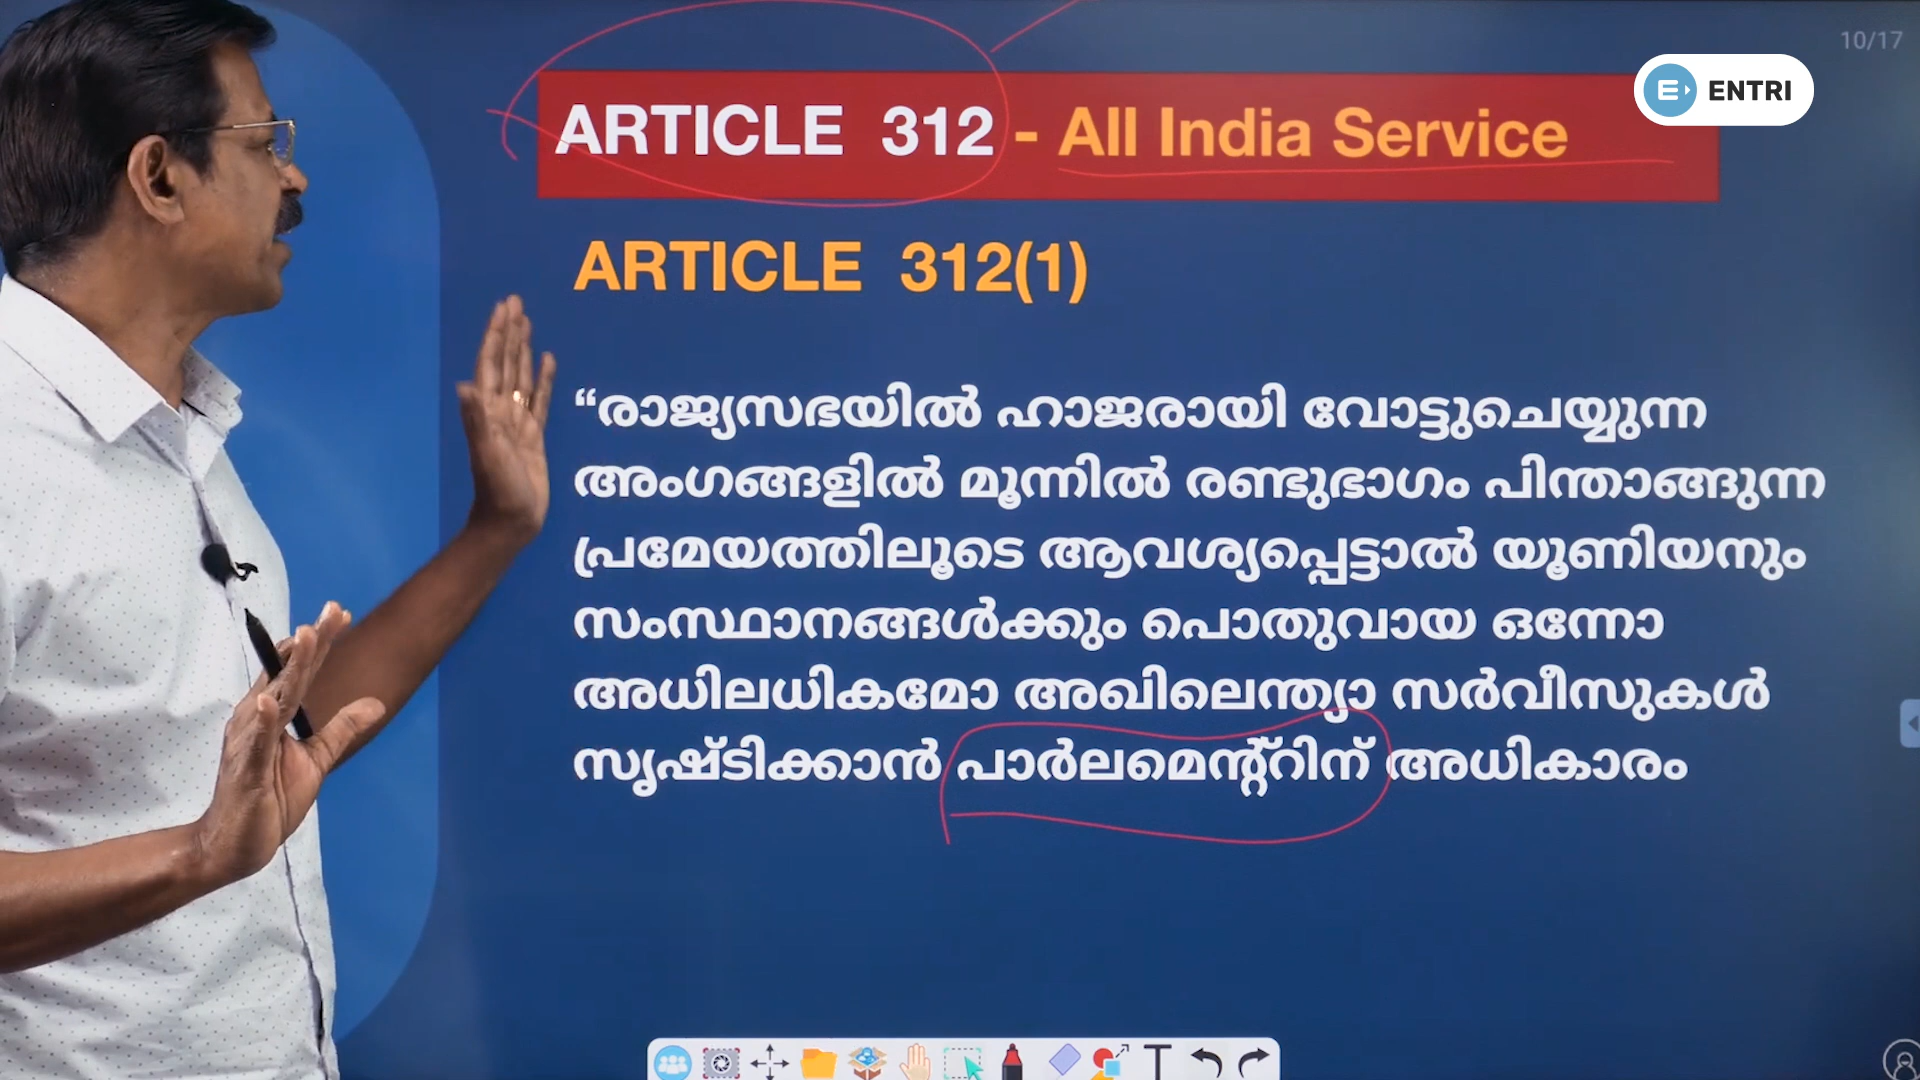 10/17
ENTRI
ARTICLE 312 - All India Service
ARTICLE 312(1)
“രാജ്യസഭയിൽ ഹാജരായി വോട്ടുചെയ്യുന്ന
അംഗങ്ങളിൽ മൂന്നിൽ രണ്ടുഭാഗം പിന്താങ്ങുന്ന
പ്രമേയത്തിലൂടെ ആവശ്യപ്പെട്ടാൽ യൂണിയനും
സംസ്ഥാനങ്ങൾക്കും പൊതുവായ ഒന്നോ
അധിലധികമോ അഖിലെന്ത്യാ സർവീസുകൾ
സൃഷ്ടിക്കാൻ പാർലമെന്റ്റിന് അധികാരം